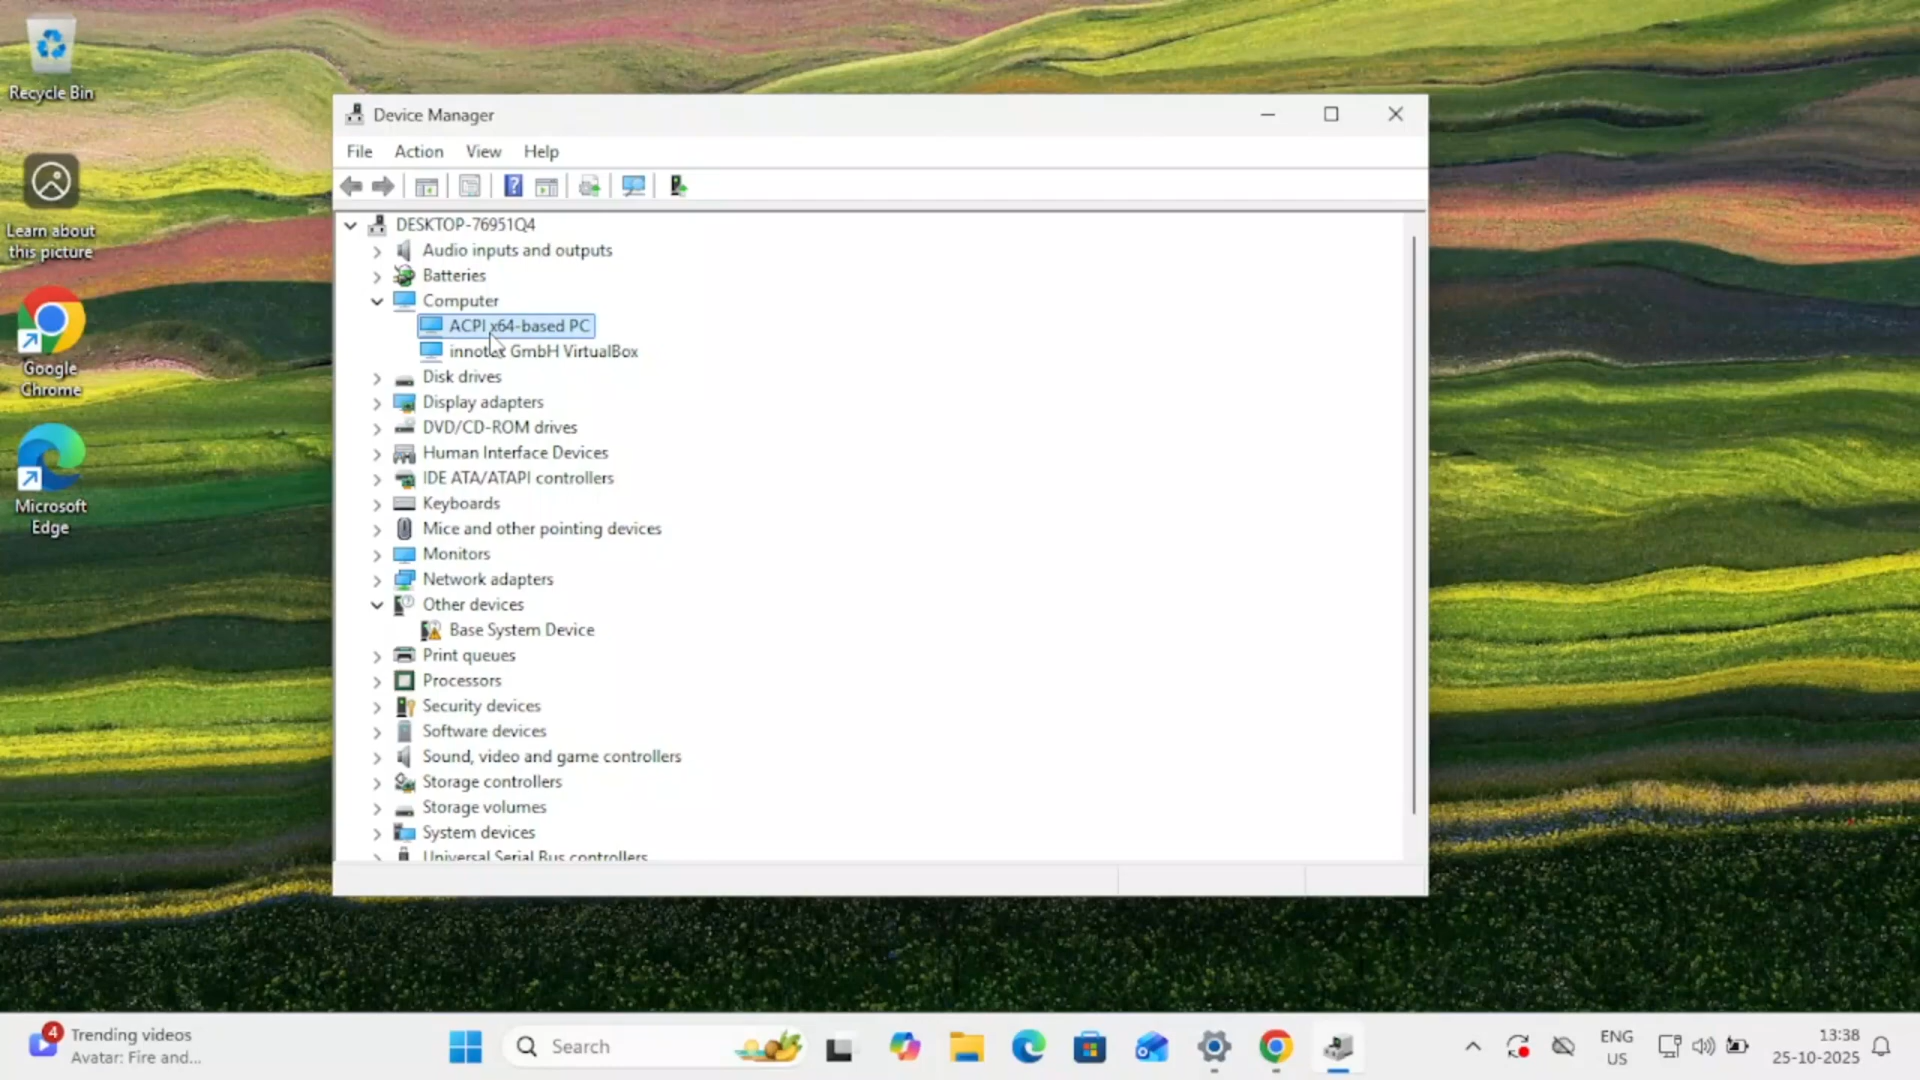 Recycle Bin
Learn about
this picture
Google
Chrome
Microsoft
Edge
Device Manager
File Action View Help
DESKTOP-76951Q4
Audio inputs and outputs
Batteries
Computer
ACPI x64-based PC
GmbH VirtualBox
Disk drives
Display adapters
DVD/CD-ROM drives
Human Interface Devices
IDE ATA/ATAPI controllers
Keyboards
Mice and other pointing devices
Monitors
Network adapters
Other devices
Base System Device
Print queues
Processors
Security devices
Software devices
Sound, video and game controllers
Storage controllers
Storage volumes
System devices
Universal Serial Bus controllers
4
Trending videos
Avatar: Fire and...
Search
ENG
US
13:38
25-10-2025